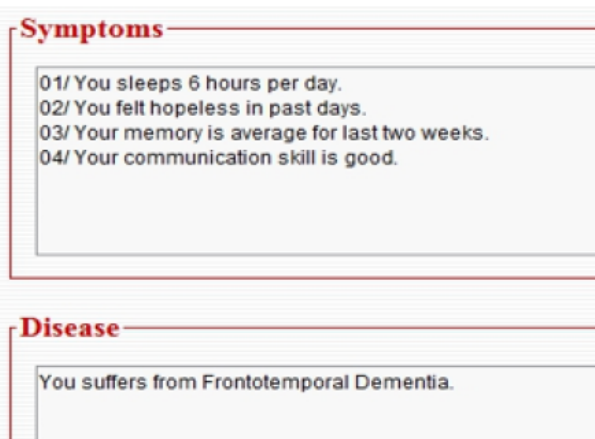 Symptoms
01/ You sleeps 6 hours per day.
02/ You felt hopeless in past days.
03/ Your memory is average for last two weeks.
04/ Your communication skill is good.
Disease
You suffers from Frontotemporal Dementia.